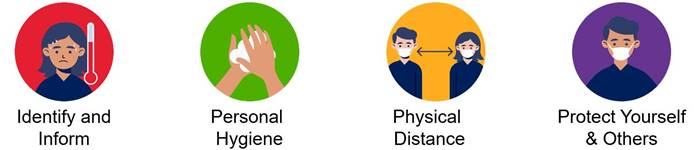 Identify and
Inform
Personal
Hygiene
Physical
Distance
Protect Yourself
& Others